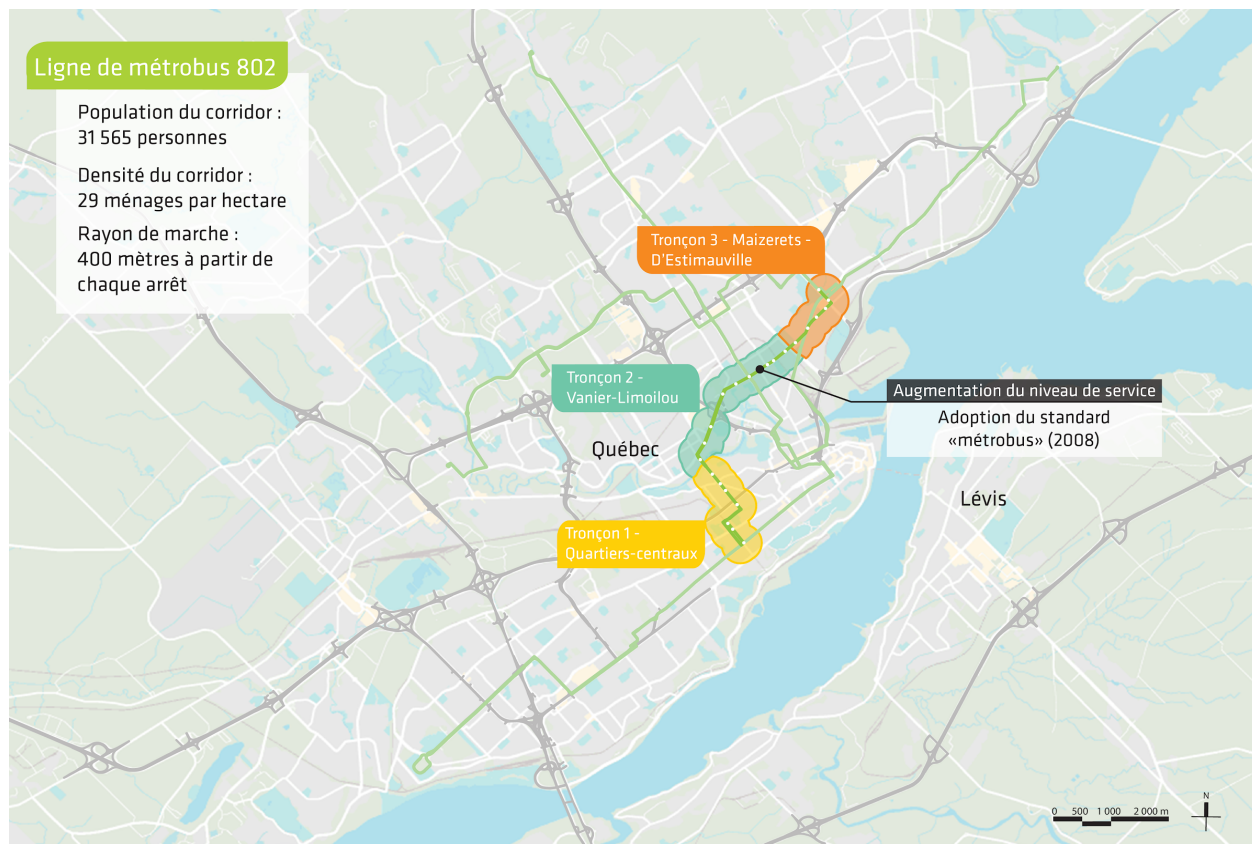 Ligne de métrobus 802
Population du corridor :
31 565 personnes
Densité du corridor :
29 ménages par hectare
Rayon de marche :
400 mètres à partir de
chaque arrêt
Tronçon 3 - Maizerets -
D'Estimauville
Tronçon 2 -
Vanier-Limoilou
Augmentation du niveau de service
Adoption du standard
«métrobus» (2008)
Québec
Lévis
Tronçon 1 -
Quartiers-centraux
0 500 1 000 2 000 m
N